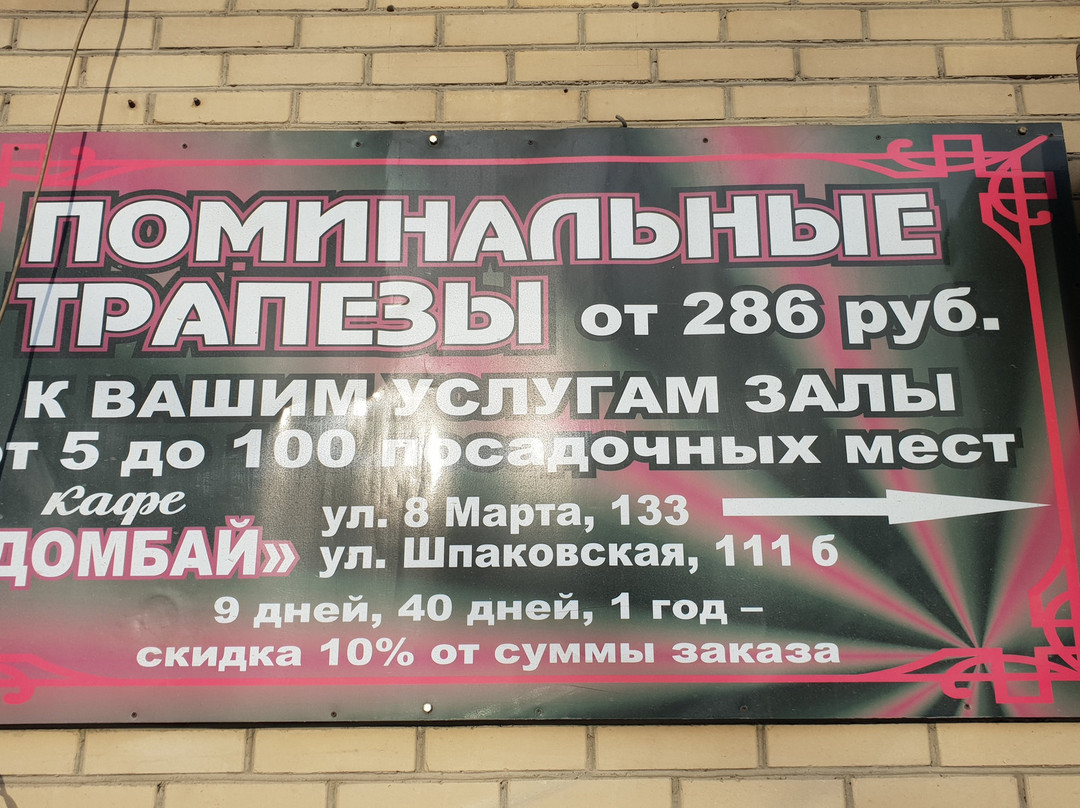 ПОМИНАЛЬНЫЕ
ТРАПЕЗЫ от 286 руб.
К ВАШИМ УСЛУГАМ ЗАЛЫ
от 5 до 100 посадочных мест
кафе
ДОМБАЙ»
ул. 8 Марта, 133
ул. Шпаковская, 111 б
9 дней, 40 дней, 1 год –
скидка 10% от суммы заказа